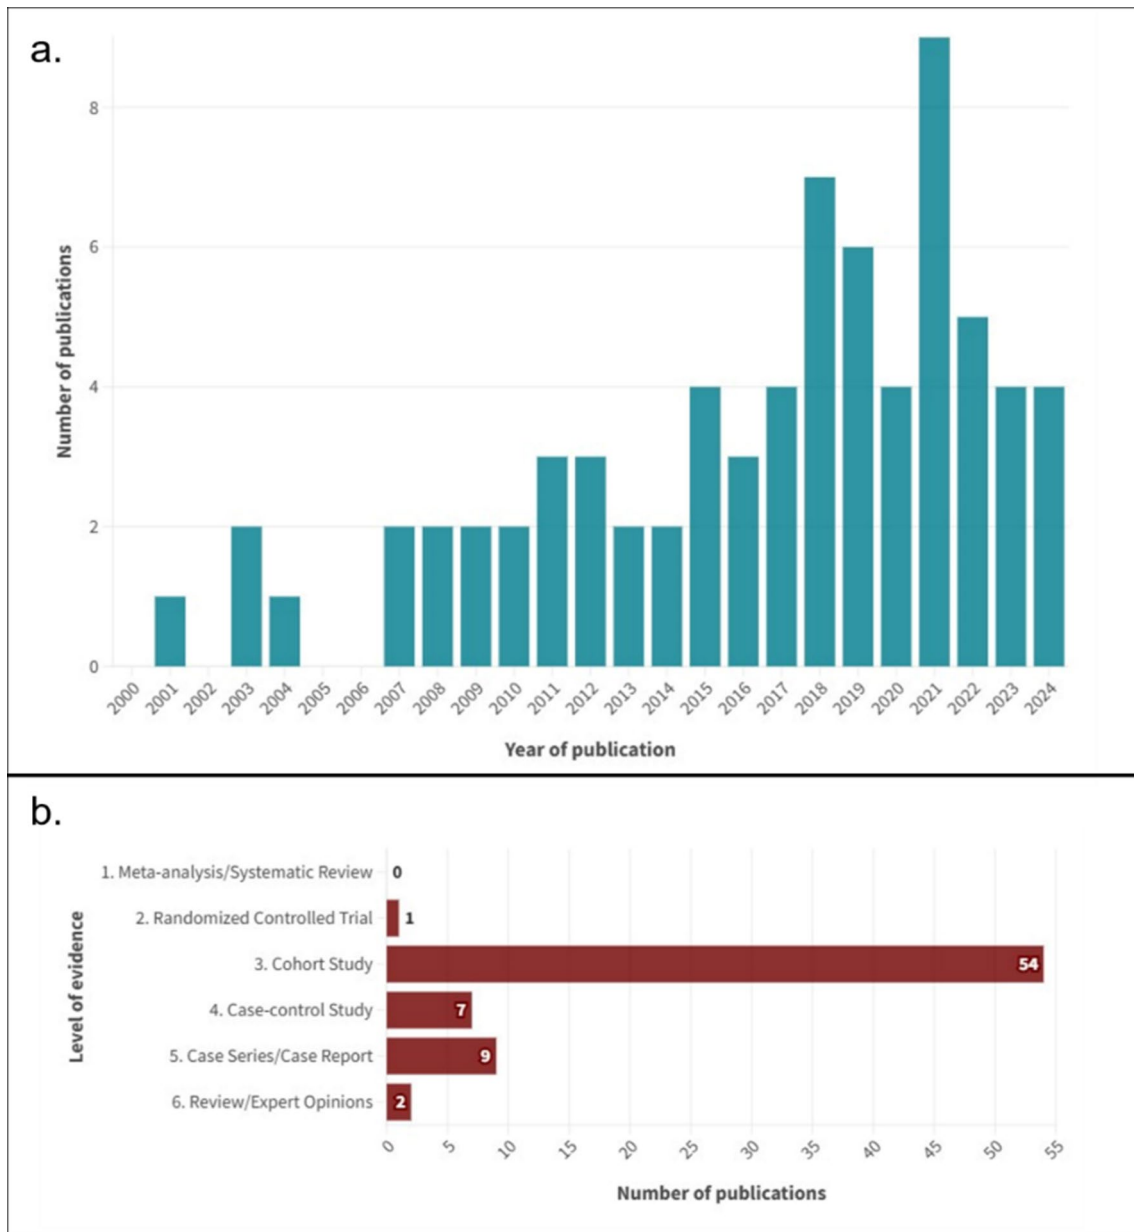 a.
Number of publications
8
6
4
2
0
2000 2001 2002 2003 2004 2005 2006 2007 2008 2009 2010 2011 2012 2013 2014 2015 2016 2017 2018 2019 2020 2021 2022 2023 2024
Year of publication
b.
Level of evidence
1. Meta-analysis/Systematic Review 0
2. Randomized Controlled Trial 1
3. Cohort Study 54
4. Case-control Study 7
5. Case Series/Case Report 9
6. Review/Expert Opinions 2
0 5 10 15 20 25 30 35 40 45 50 55
Number of publications